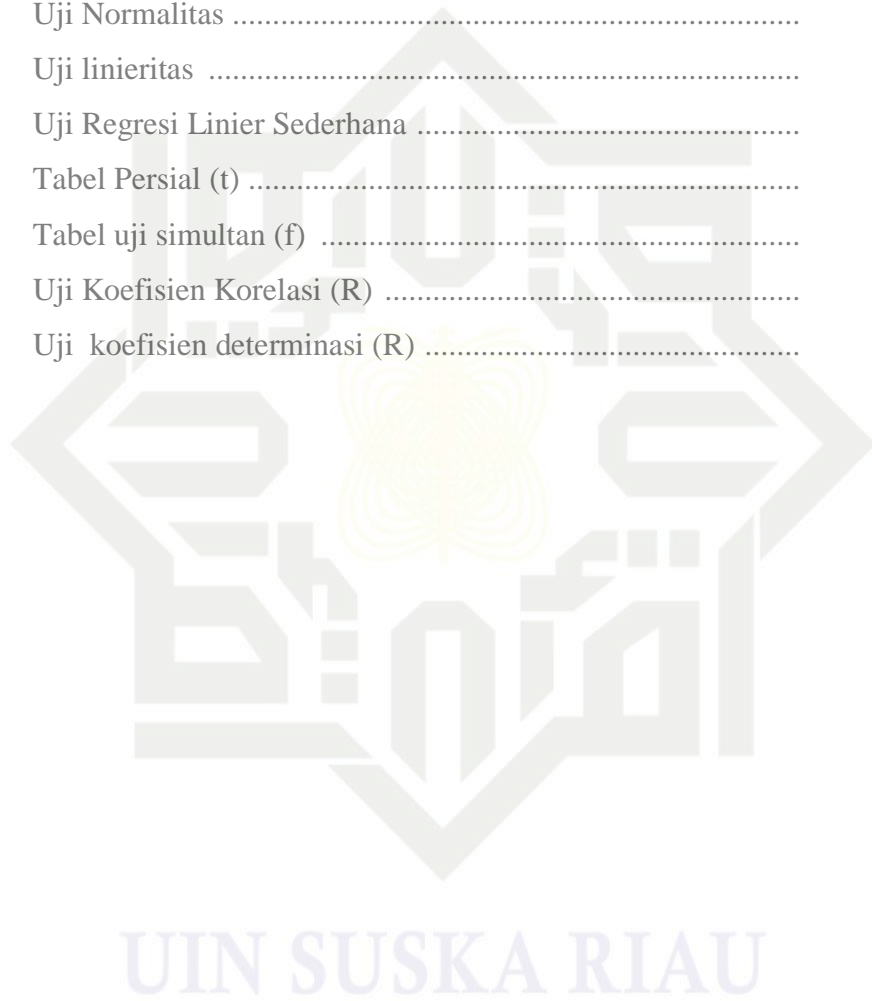 Uji Normalitas ........................................................................
Uji linieritas ...........................................................................
Uji Regresi Linier Sederhana ................................................
Tabel Persial (t) ......................................................................
Tabel uji simultan (f) ............................................................
Uji Koefisien Korelasi (R) ....................................................
Uji koefisien determinasi (R) ...............................................
UIN SUSKA RIAU